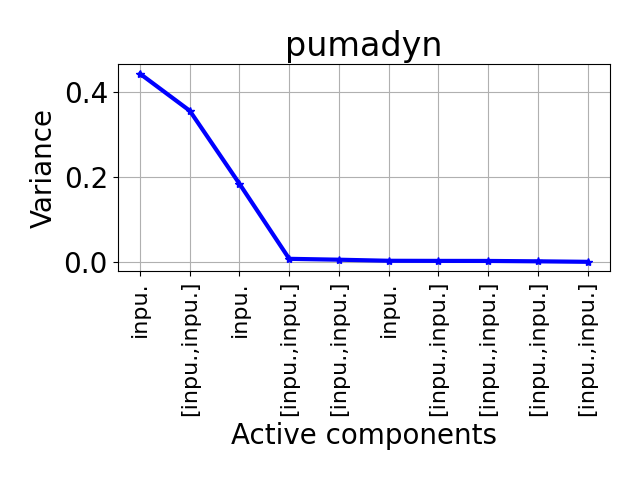 pumadyn
Variance
0.4
0.2
0.0
inpu.
[inpu.,inpu.]
inpu.
[inpu.,inpu.]
[inpu.,inpu.]
inpu.
[inpu.,inpu.]
[inpu.,inpu.]
[inpu.,inpu.]
[inpu.,inpu.]
Active components